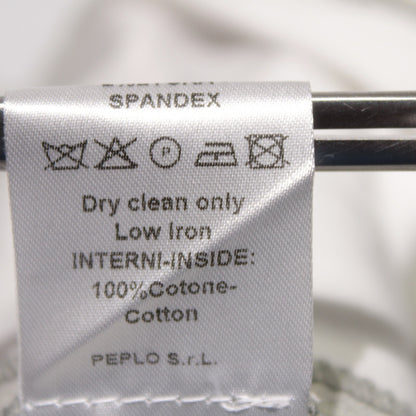 SPANDEX
P
Dry clean only
Low Iron
INTERNI-INSIDE:
100%Cotone-
Cotton
PEPLO S.r.L.